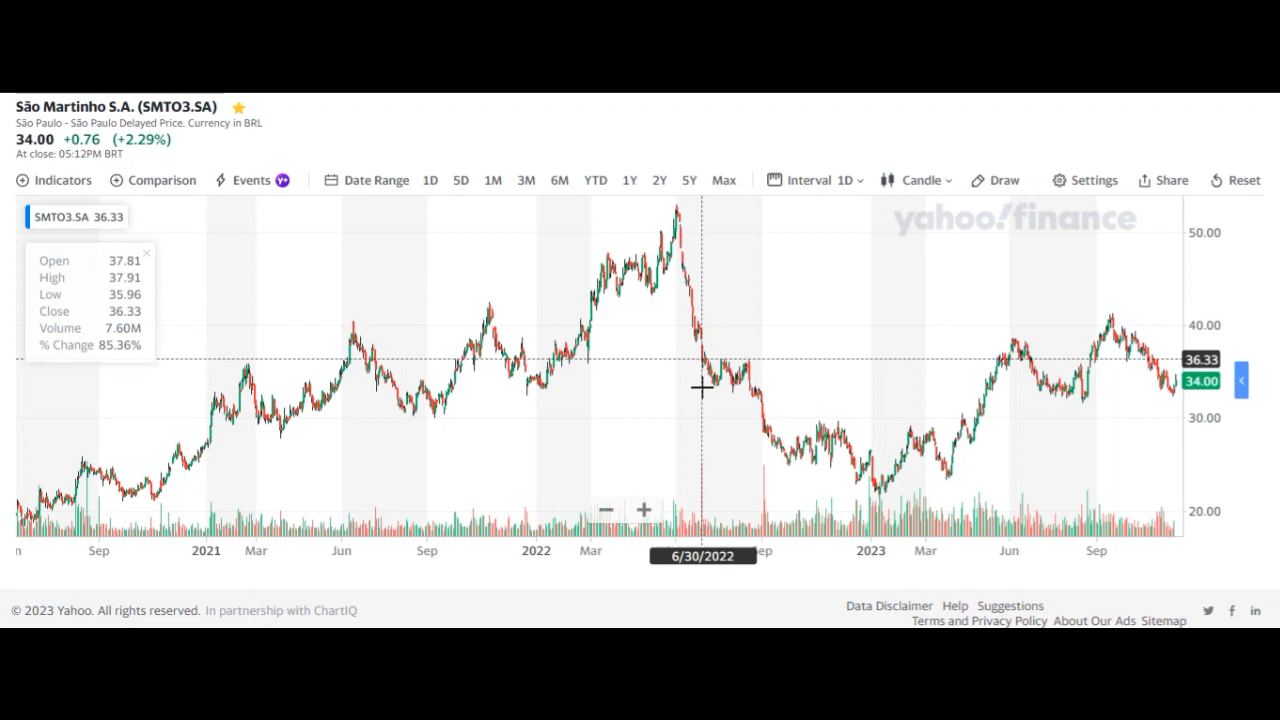 São Martinho S.A. (SMTO3.SA)
São Paulo - São Paulo Delayed Price. Currency in BRL
34.00 +0.76 (+2.29%)
At close: 05:12PM BRT
Indicators Comparison Events Y+ Date Range 1D 5D 1M 3M 6M YTD 1Y 2Y 5Y Max Interval 1D Candle Draw Settings Share Reset
SMTO3.SA 36.33
yahoo!finance
50.00
Open 37.81
High 37.91
Low 35.96
Close 36.33
Volume 7.60M
% Change 85.36%
40.00
36.33
34.00
30.00
20.00
n Sep 2021 Mar Jun Sep 2022 Mar 6/30/2022 ep 2023 Mar Jun Sep
© 2023 Yahoo. All rights reserved. In partnership with ChartIQ
Data Disclaimer Help Suggestions
Terms and Privacy Policy About Our Ads Sitemap